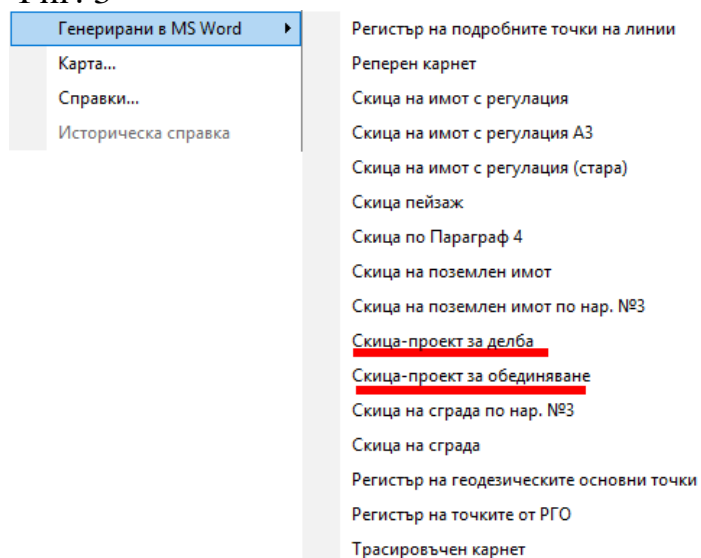 Генерирани в MS Word
Карта...
Справки...
Историческа справка
Регистър на подробните точки на линии
Реперен карнет
Скица на имот с регулация
Скица на имот с регулация А3
Скица на имот с регулация (стара)
Скица пейзаж
Скица по Параграф 4
Скица на поземлен имот
Скица на поземлен имот по нар. №3
Скица-проект за делба
Скица-проект за обединяване
Скица на сграда по нар. №3
Скица на сграда
Регистър на геодезическите основни точки
Регистър на точките от РГО
Трасировъчен карнет